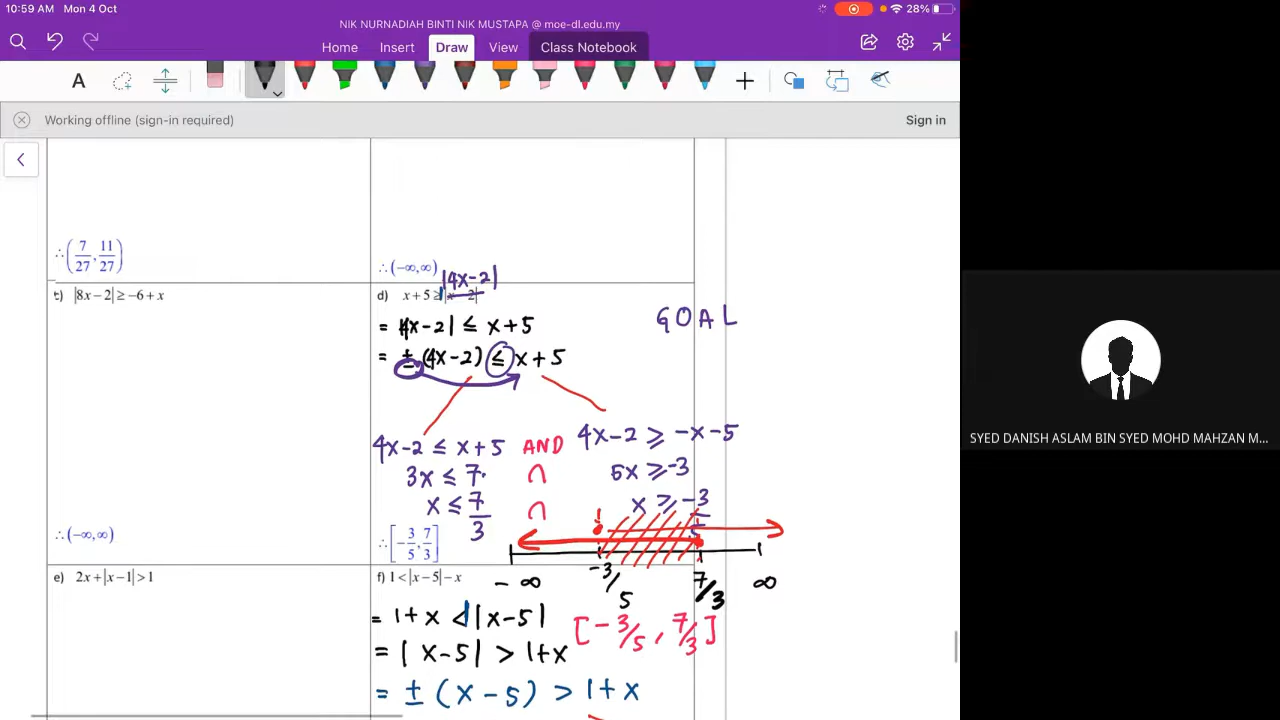 10:59 AM Mon 4 Oct
28%
NIK NURNADIAH BINTI NIK MUSTAPA @ moe-dl.edu.my
Home Insert Draw View Class Notebook
A
Working offline (sign-in required)
Sign in
∴ (7/27, 11/27)
∴ (-∞,∞)
|4x-2|
c) |8x-2| ≥ -6+x
d) x+5 ≥ |x-2|
= |4x-2| ≤ x+5
GOAL
= ± (4x-2) ≤ x+5
4x-2 ≤ x+5 AND 4x-2 ≥ -x-5
3x ≤ 7 ∩ 5x ≥ -3
x ≤ 7/3 ∩ x ≥ -3/5
∴ (-∞,∞)
∴ [-3/5, 7/3]
-∞ -3/5 7/3 ∞
e) 2x+|x-1|>1
f) 1<|x-5|-x
= 1+x < |x-5|
[-3/5, 7/3]
= |x-5| > 1+x
= ± (x-5) > 1+x
SYED DANISH ASLAM BIN SYED MOHD MAHZAN M...